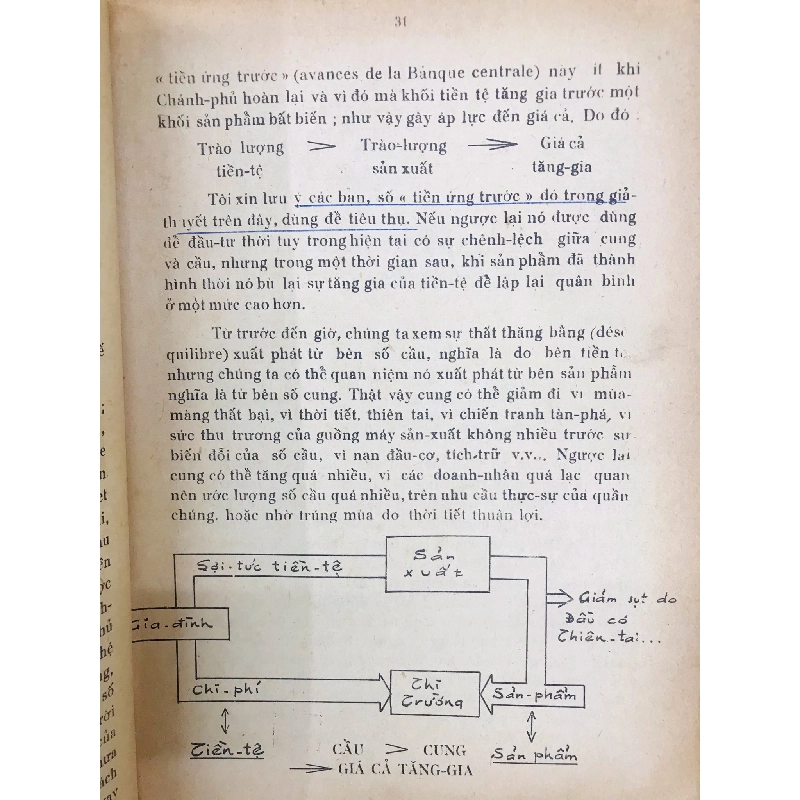 31
« tiền ứng trước » (avances de la Banque centrale) này ít khi
Chánh-phủ hoàn lại và vì đó mà khối tiền tệ tăng gia trước một
khối sản phẩm bất biến ; như vậy gây áp lực đến giá cả. Do đó :
Trào lượng > Trào-lượng → Giá cả
tiền-tệ sản xuất tăng-gia
Tôi xin lưu ý các bạn, số « tiền ứng trước » đó trong giả-
thuyết trên đây, dùng để tiêu thụ. Nếu ngược lại nó được dùng
để đầu-tư thời tuy trong hiện tại có sự chênh-lệch giữa cung
và cầu, nhưng trong một thời gian sau, khi sản phẩm đã thành
hình thời nó bù lại sự tăng gia của tiền-tệ để lập lại quân bình
ở một mức cao hơn.
Từ trước đến giờ, chúng ta xem sự thất thăng bằng (dése
quilibre) xuất phát từ bên số cầu, nghĩa là do bên tiền t
nhưng chúng ta có thể quan niệm nó xuất phát từ bên sản phẩm
nghĩa là từ bên số cung. Thật vậy cung có thể giảm đi vì mùa-
màng thất bại, vì thời tiết, thiên tai, vì chiến tranh tàn-phá, vì
sức thu trương của guồng máy sản-xuất không nhiều trước sự
biến đổi của số cầu, vì nạn đầu-cơ, tích-trữ v.v... Ngược lại
cung có thể tăng quá nhiều, vì các doanh-nhân quá lạc quan
nên ước lượng số cầu quá nhiều, trên nhu cầu thực-sự của quần
chúng, hoặc nhờ trúng mùa do thời tiết thuận lợi.
Sản
xuất
Lợi-tức tiền-tệ
Giảm sụt do
Đầu cơ
Thiên-tai...
Gia-đình
Chi-phí
Thị
Trường
Sản-phẩm
Tiền-tệ
CẦU > CUNG
Sản phẩm
→ GIÁ CẢ TĂNG-GIA